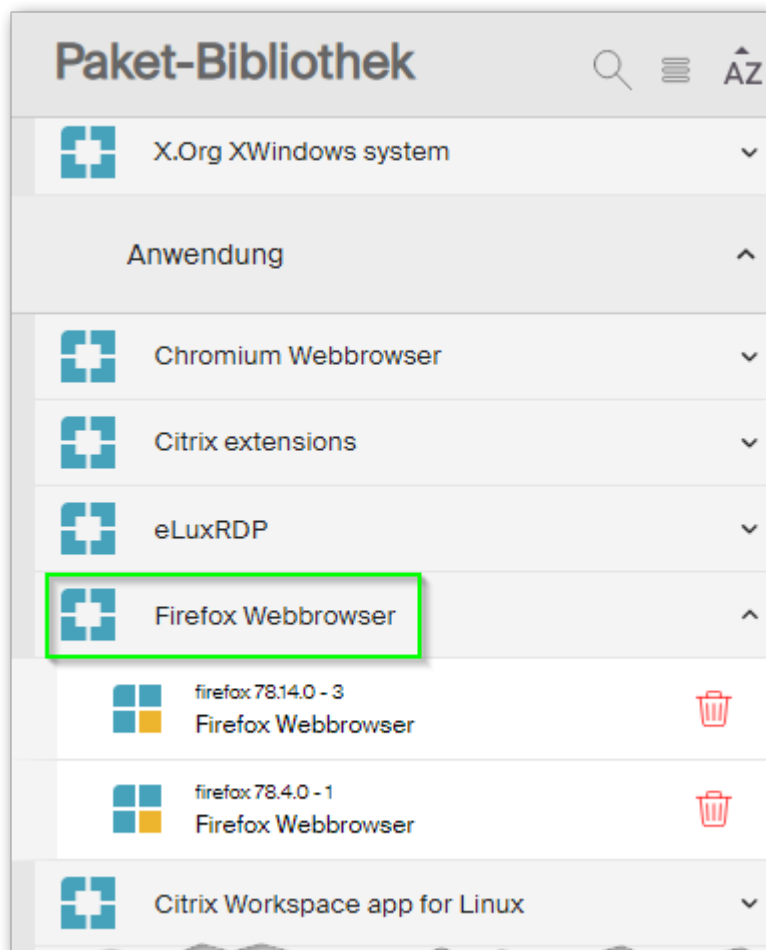 Paket-Bibliothek
AZ
X.Org XWindows system
Anwendung
Chromium Webbrowser
Citrix extensions
eLuxRDP
Firefox Webbrowser
firefox 78.14.0 - 3
Firefox Webbrowser
firefox 78.4.0 - 1
Firefox Webbrowser
Citrix Workspace app for Linux